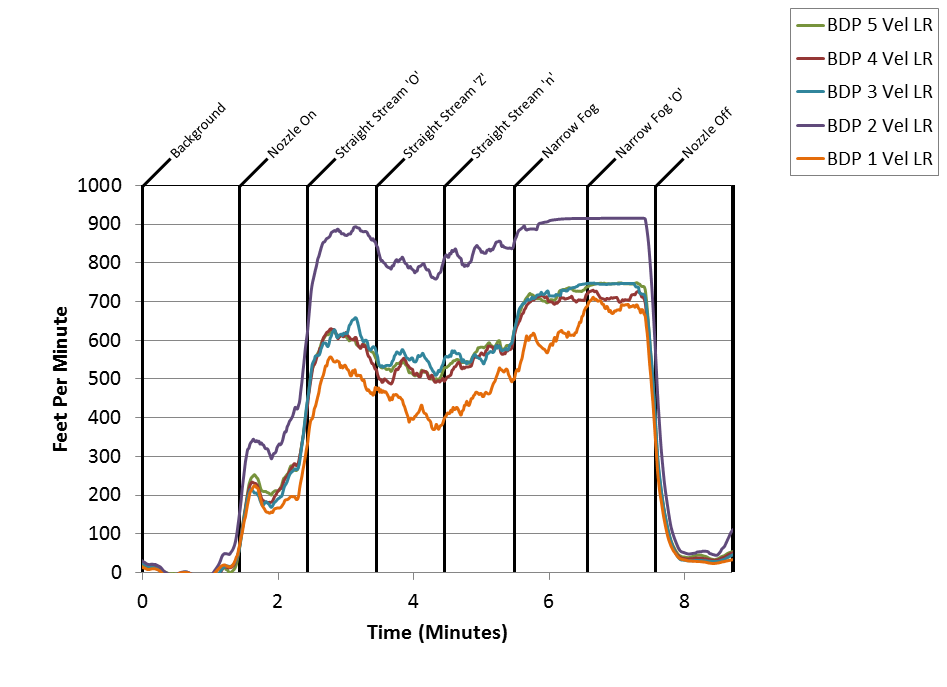 BDP 5 Vel LR
BDP 4 Vel LR
BDP 3 Vel LR
BDP 2 Vel LR
BDP 1 Vel LR
Background
Nozzle On
Straight Stream 'O'
Straight Stream 'Z'
Straight Stream 'n'
Narrow Fog
Narrow Fog 'O'
Nozzle Off
1000
900
800
700
600
500
400
300
200
100
0
Feet Per Minute
0 2 4 6 8
Time (Minutes)